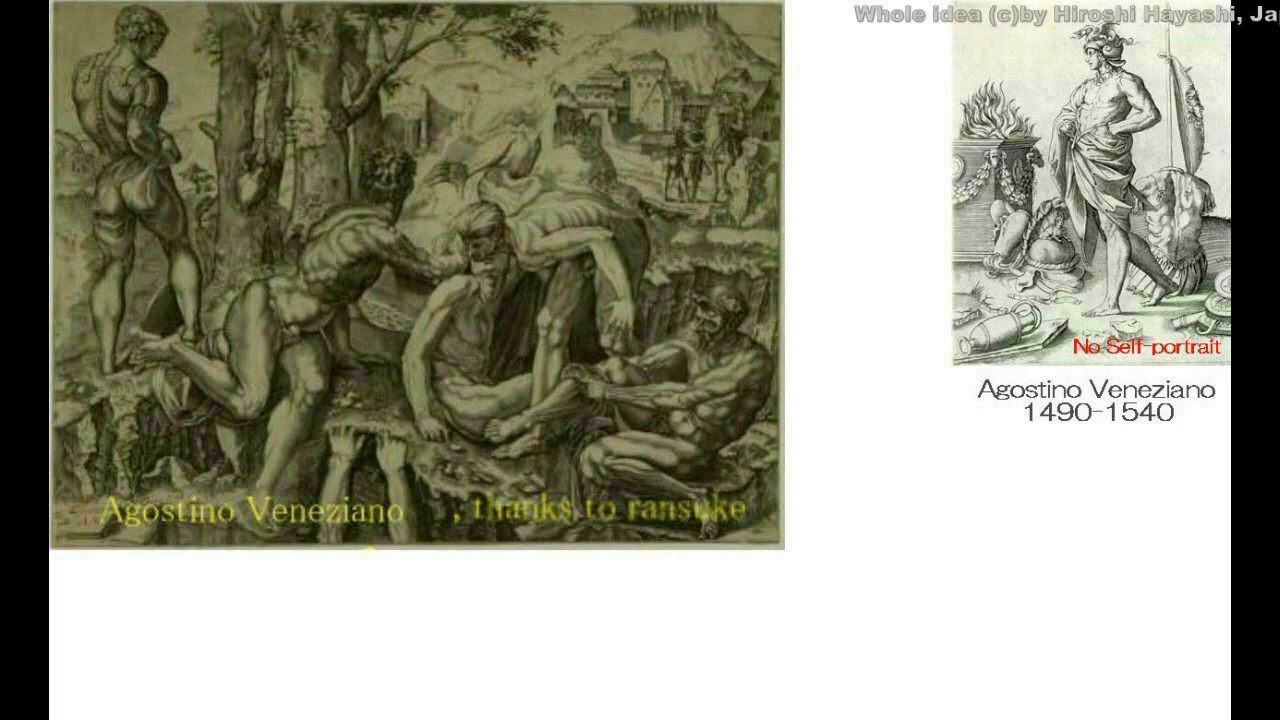 Whole idea (c)by Hiroshi Hayashi, Ja
No Self-portrait
Agostino Veneziano
1490-1540
Agostino Veneziano , thanks to ransuke